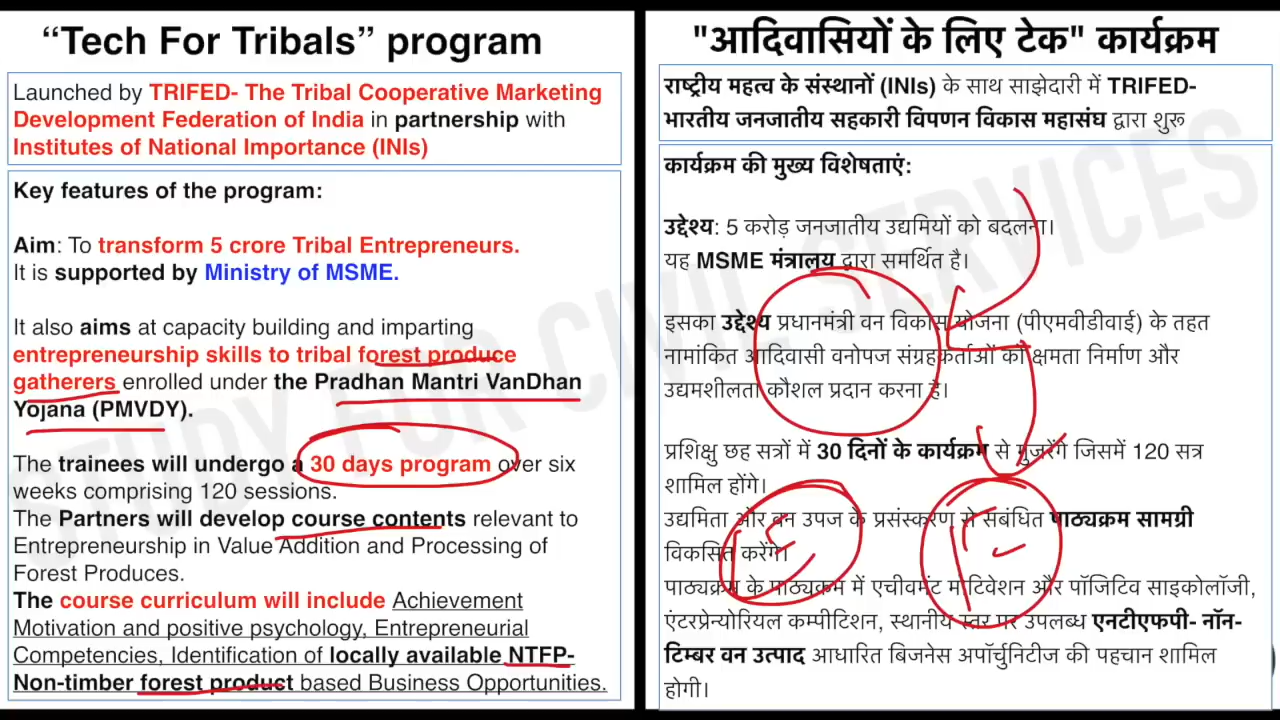 “Tech For Tribals” program
Launched by TRIFED- The Tribal Cooperative Marketing
Development Federation of India in partnership with
Institutes of National Importance (INIs)
Key features of the program:
Aim: To transform 5 crore Tribal Entrepreneurs.
It is supported by Ministry of MSME.
It also aims at capacity building and imparting
entrepreneurship skills to tribal forest produce
gatherers enrolled under the Pradhan Mantri VanDhan
Yojana (PMVDY).
The trainees will undergo a 30 days program over six
weeks comprising 120 sessions.
The Partners will develop course contents relevant to
Entrepreneurship in Value Addition and Processing of
Forest Produces.
The course curriculum will include Achievement
Motivation and positive psychology, Entrepreneurial
Competencies, Identification of locally available NTFP-
Non-timber forest product based Business Opportunities.
"आदिवासियों के लिए टेक" कार्यक्रम
राष्ट्रीय महत्व के संस्थानों (INIs) के साथ साझेदारी में TRIFED-
भारतीय जनजातीय सहकारी विपणन विकास महासंघ द्वारा शुरू
कार्यक्रम की मुख्य विशेषताएं:
उद्देश्य: 5 करोड़ जनजातीय उद्यमियों को बदलना।
यह MSME मंत्रालय द्वारा समर्थित है।
इसका उद्देश्य प्रधानमंत्री वन विकास योजना (पीएमवीडीवाई) के तहत
नामांकित आदिवासी वनोपज संग्रहकर्ताओं की क्षमता निर्माण और
उद्यमशीलता कौशल प्रदान करना है।
प्रशिक्षु छह सत्रों में 30 दिनों के कार्यक्रम से गुजरेंगे जिसमें 120 सत्र
शामिल होंगे।
उद्यमिता और वन उपज के प्रसंस्करण से संबंधित पाठ्यक्रम सामग्री
विकसित करेंगे।
पाठ्यक्रम के पाठ्यक्रम में एचीवमेंट मोटिवेशन और पॉजिटिव साइकोलॉजी,
एंटरप्रेन्योरियल कम्पीटिशन, स्थानीय स्तर पर उपलब्ध एनटीएफपी- नॉन-
टिम्बर वन उत्पाद आधारित बिजनेस अपॉर्चुनिटीज की पहचान शामिल
होगी।
STUDY FOR CIVIL SERVICES